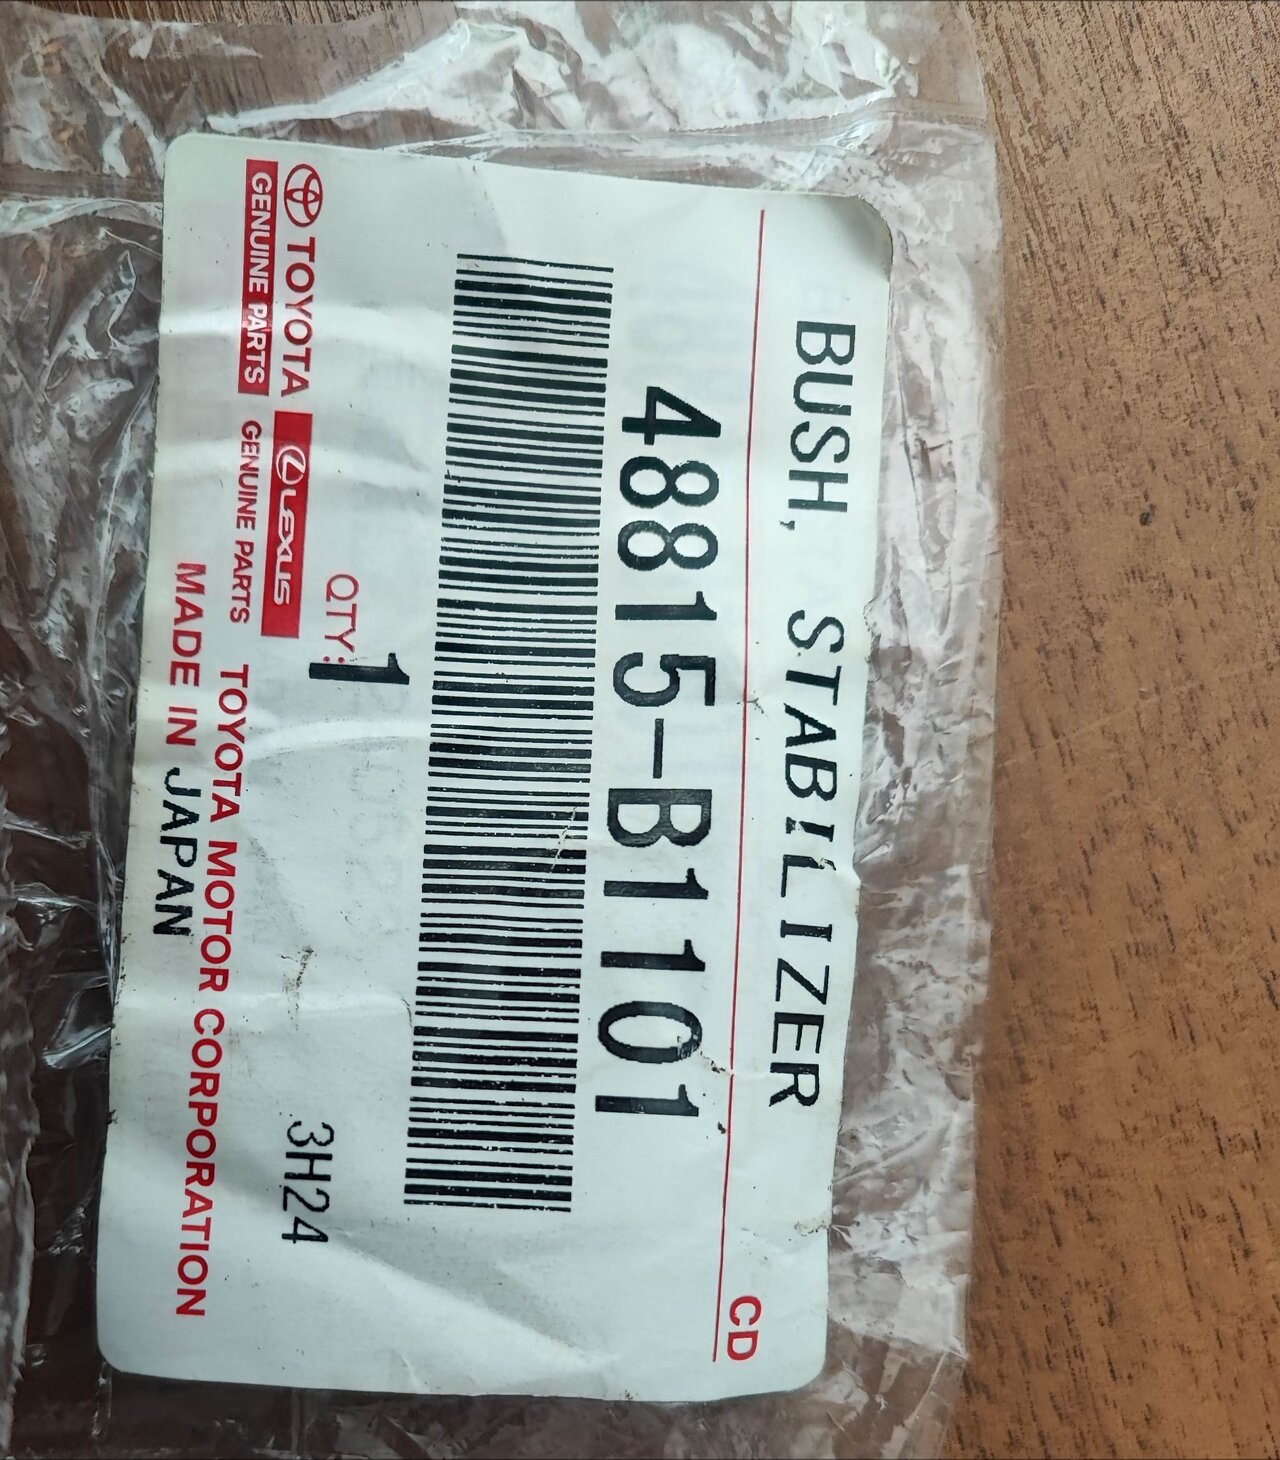 BUSH, STABILIZER
CD
48815-B1101
QTY: 1
3H24
TOYOTA
GENUINE PARTS
LEXUS
GENUINE PARTS
TOYOTA MOTOR CORPORATION
MADE IN JAPAN